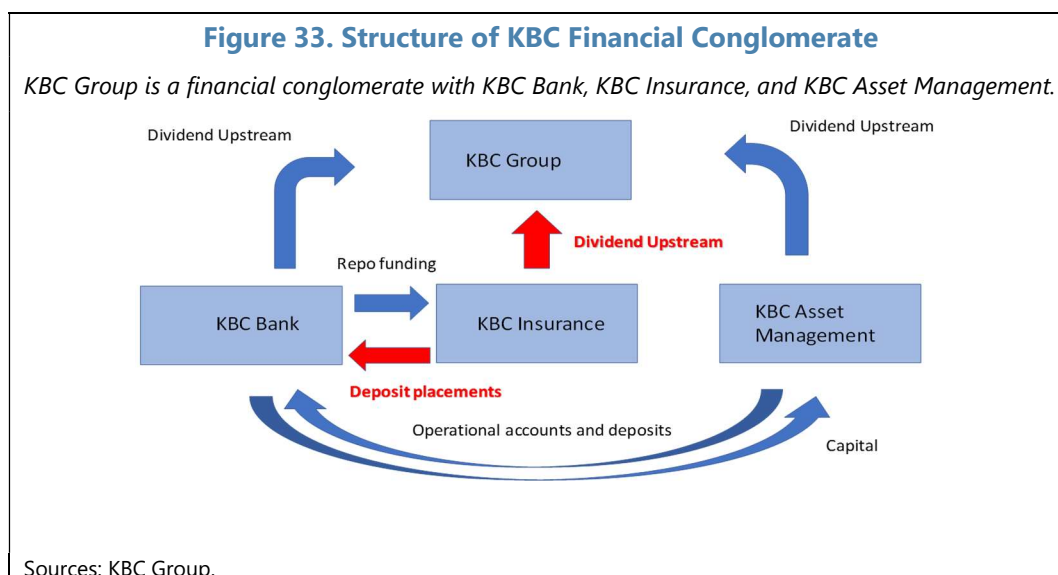 Figure 33. Structure of KBC Financial Conglomerate
KBC Group is a financial conglomerate with KBC Bank, KBC Insurance, and KBC Asset Management.
Dividend Upstream
Dividend Upstream
KBC Group
Dividend Upstream
Repo funding
KBC Bank
KBC Insurance
KBC Asset
Management
Deposit placements
Operational accounts and deposits
Capital
Sources: KBC Group.